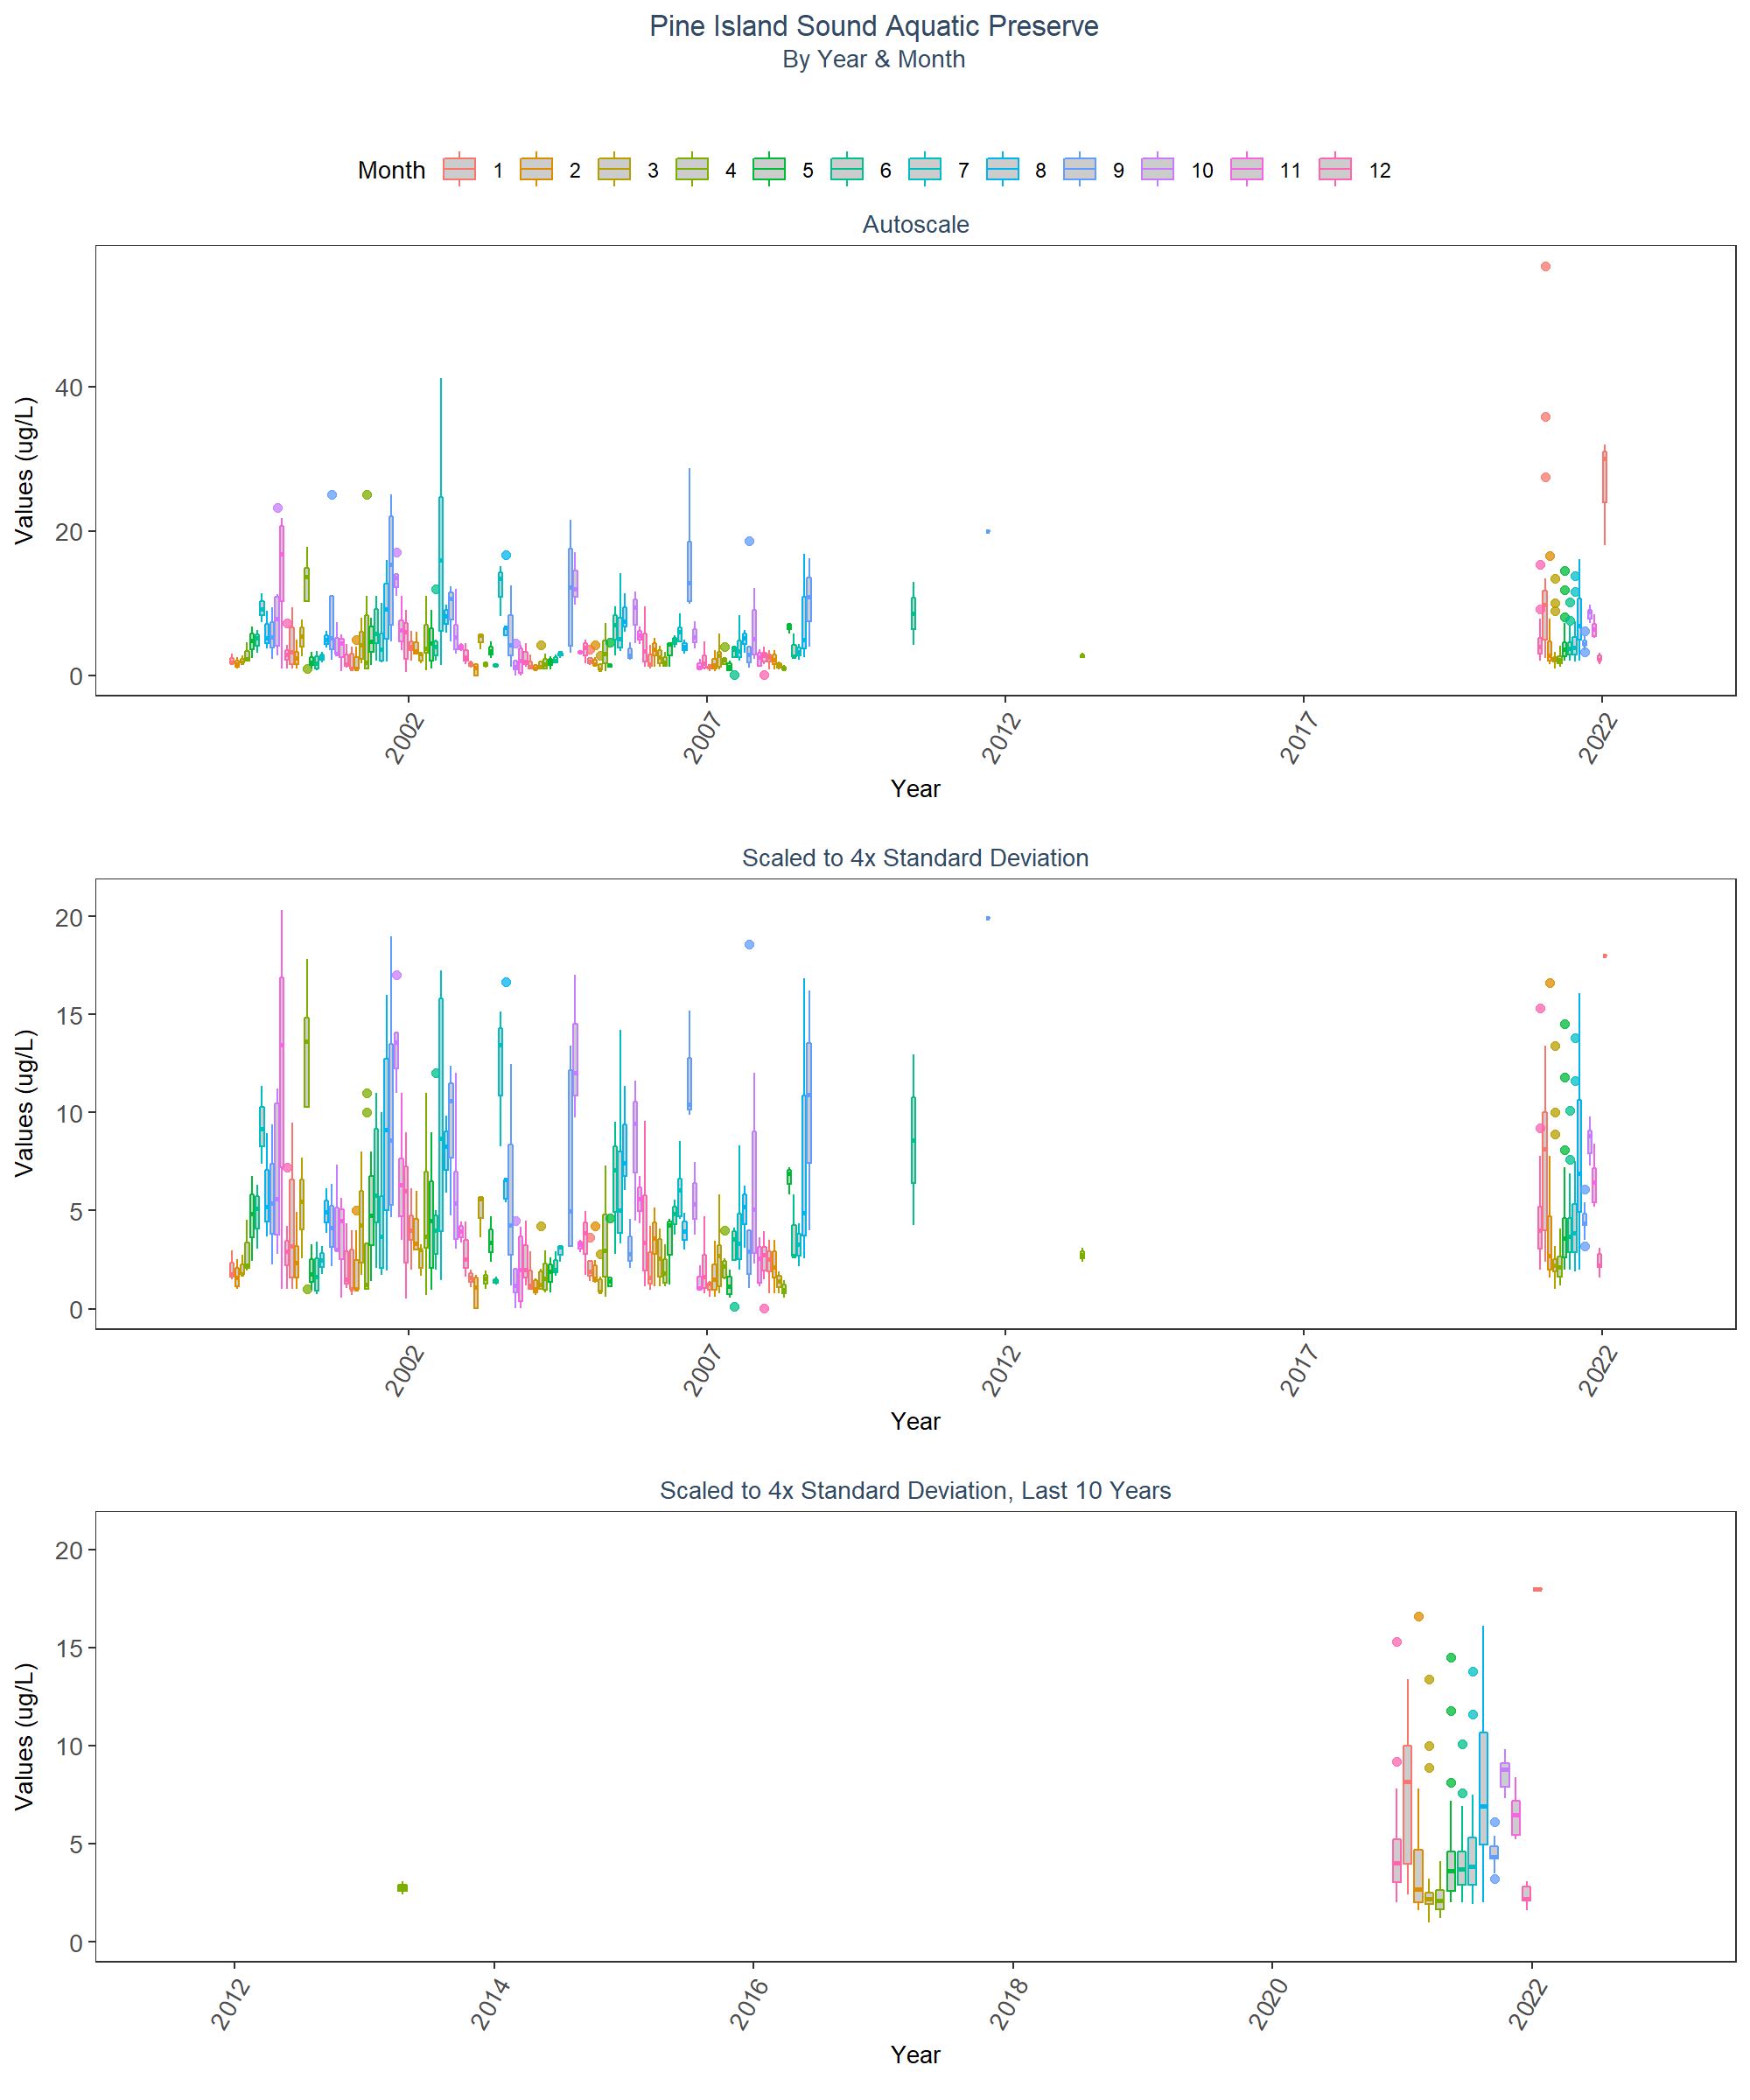 Pine Island Sound Aquatic Preserve
By Year & Month
Month 1 2 3 4 5 6 7 8 9 10 11 12
Autoscale
Values (ug/L)
40
20
0
2002 2007 2012 2017 2022
Year
Scaled to 4x Standard Deviation
Values (ug/L)
20
15
10
5
0
2002 2007 2012 2017 2022
Year
Scaled to 4x Standard Deviation, Last 10 Years
Values (ug/L)
20
15
10
5
0
2012 2014 2016 2018 2020 2022
Year